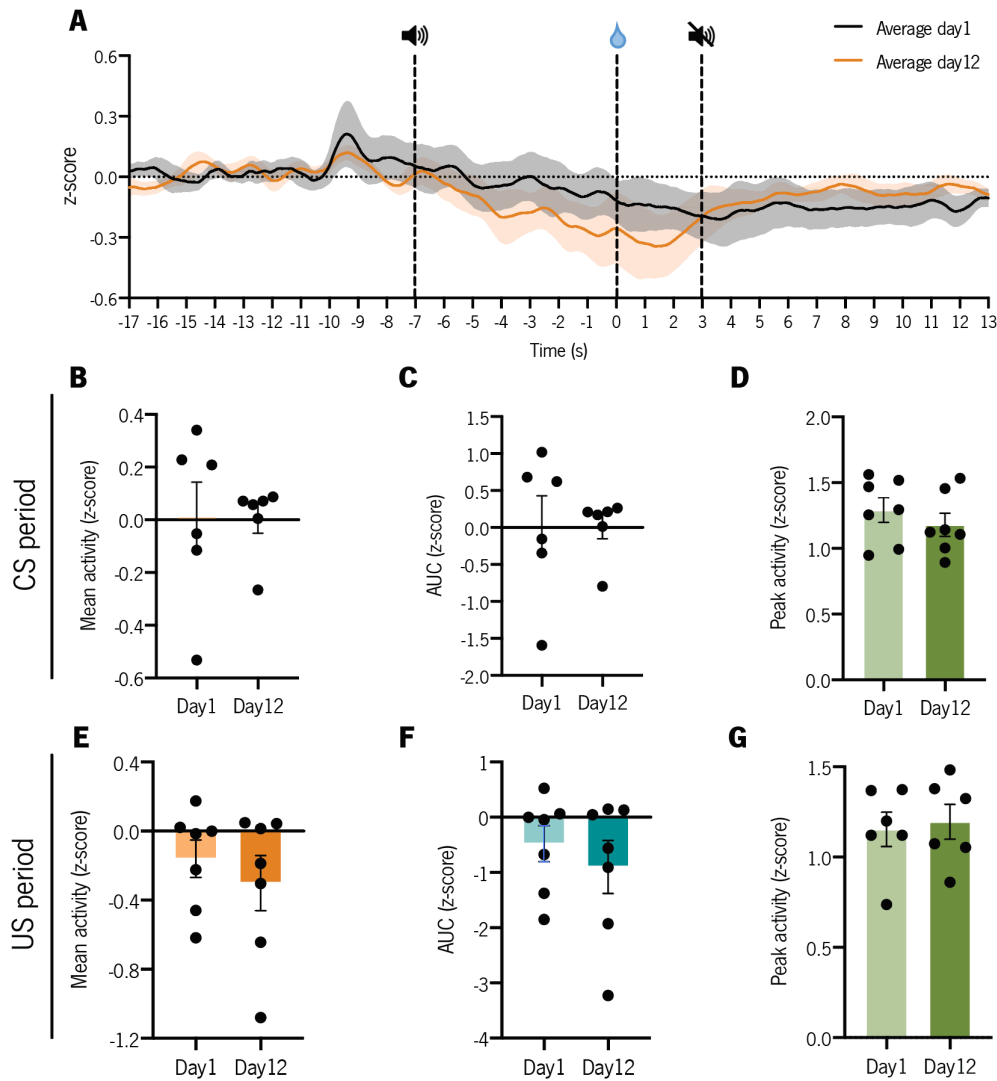 A
Average day1
Average day12
z-score
0.6
0.3
0.0
-0.3
-0.6
-17 -16 -15 -14 -13 -12 -11 -10 -9 -8 -7 -6 -5 -4 -3 -2 -1 0 1 2 3 4 5 6 7 8 9 10 11 12 13
Time (s)
CS period
B
Mean activity (z-score)
0.4
0.2
0.0
-0.2
-0.4
-0.6
Day1 Day12
C
AUC (z-score)
1.5
1.0
0.5
0.0
-0.5
-1.0
-1.5
-2.0
Day1 Day12
D
Peak activity (z-score)
2.0
1.5
1.0
0.5
0.0
Day1 Day12
US period
E
Mean activity (z-score)
0.4
0.0
-0.4
-0.8
-1.2
Day1 Day12
F
AUC (z-score)
1
0
-1
-2
-3
-4
Day1 Day12
G
Peak activity (z-score)
1.5
1.0
0.5
0.0
Day1 Day12